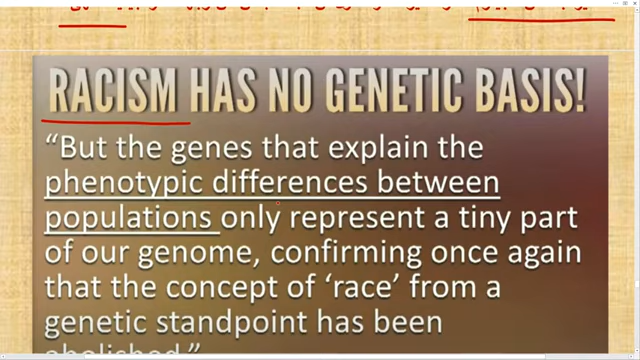 RACISM HAS NO GENETIC BASIS!
“But the genes that explain the
phenotypic differences between
populations only represent a tiny part
of our genome, confirming once again
that the concept of ‘race’ from a
genetic standpoint has been
abolished.”